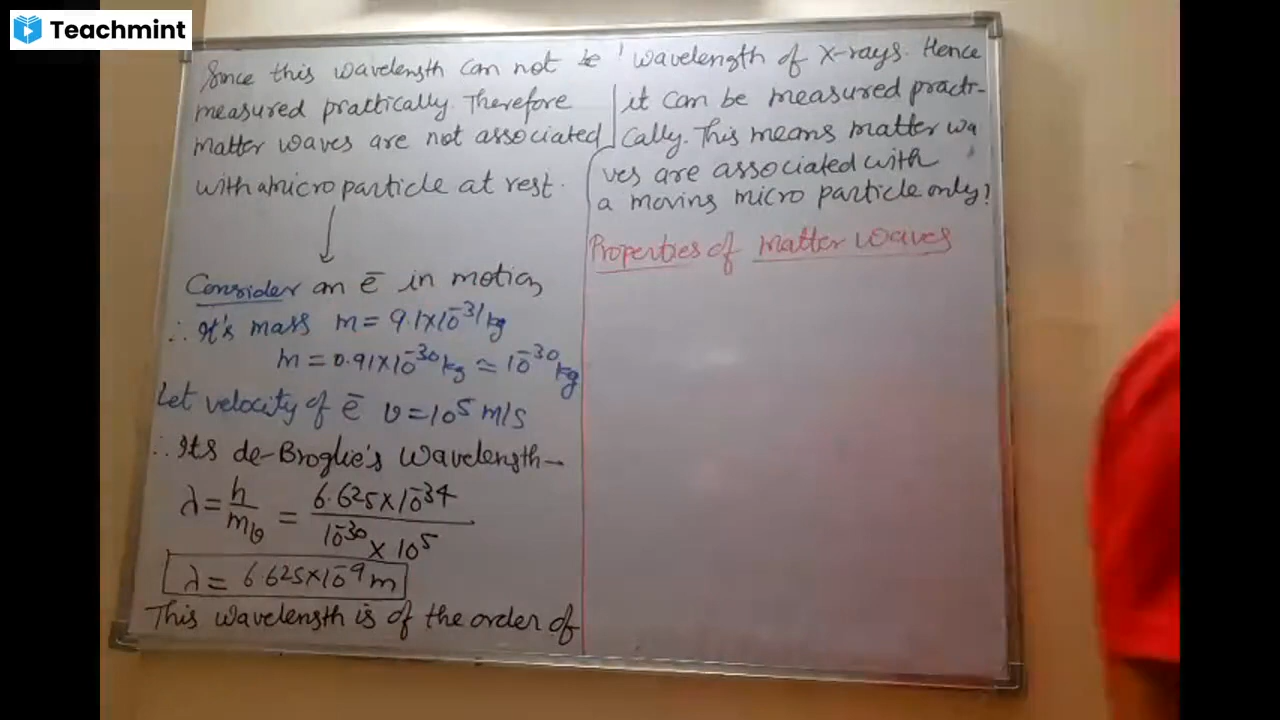 Teachmint
Since this wavelength can not be
measured practically. Therefore
matter waves are not associated
with a micro particle at rest.
Consider an e̅ in motion,
∴ It's mass m = 9.1×10⁻³¹ kg
m = 0.91×10⁻³⁰ kg ≃ 10⁻³⁰ kg
Let velocity of e̅ v = 10⁵ m/s
∴ Its de-Broglie's wavelength—
λ = h/mv = 6.625×10⁻³⁴/10⁻³⁰ × 10⁵
λ = 6.625×10⁻⁹ m
This wavelength is of the order of
wavelength of X-rays. Hence
it can be measured practi-
cally. This means matter wa
ves are associated with
a moving micro particle only!
Properties of matter waves